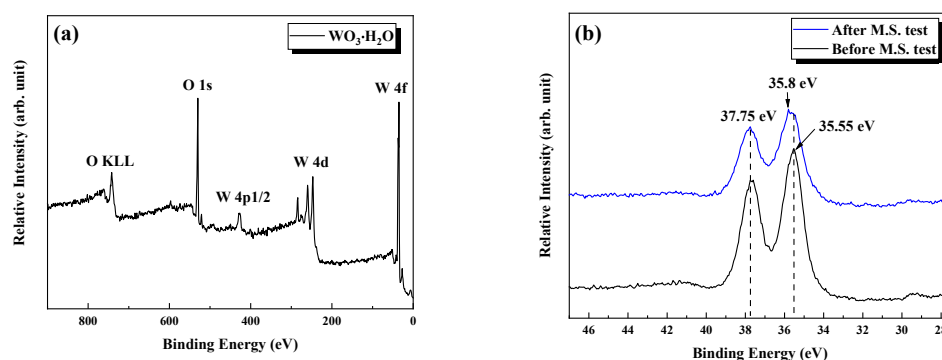 (a)
WO₃·H₂O
O 1s
W 4f
O KLL
W 4d
W 4p1/2
Relative Intensity (arb. unit)
800 600 400 200 0
Binding Energy (eV)
(b)
After M.S. test
Before M.S. test
35.8 eV
37.75 eV
35.55 eV
Relative Intensity (arb. unit)
46 44 42 40 38 36 34 32 30 28
Binding Energy (eV)